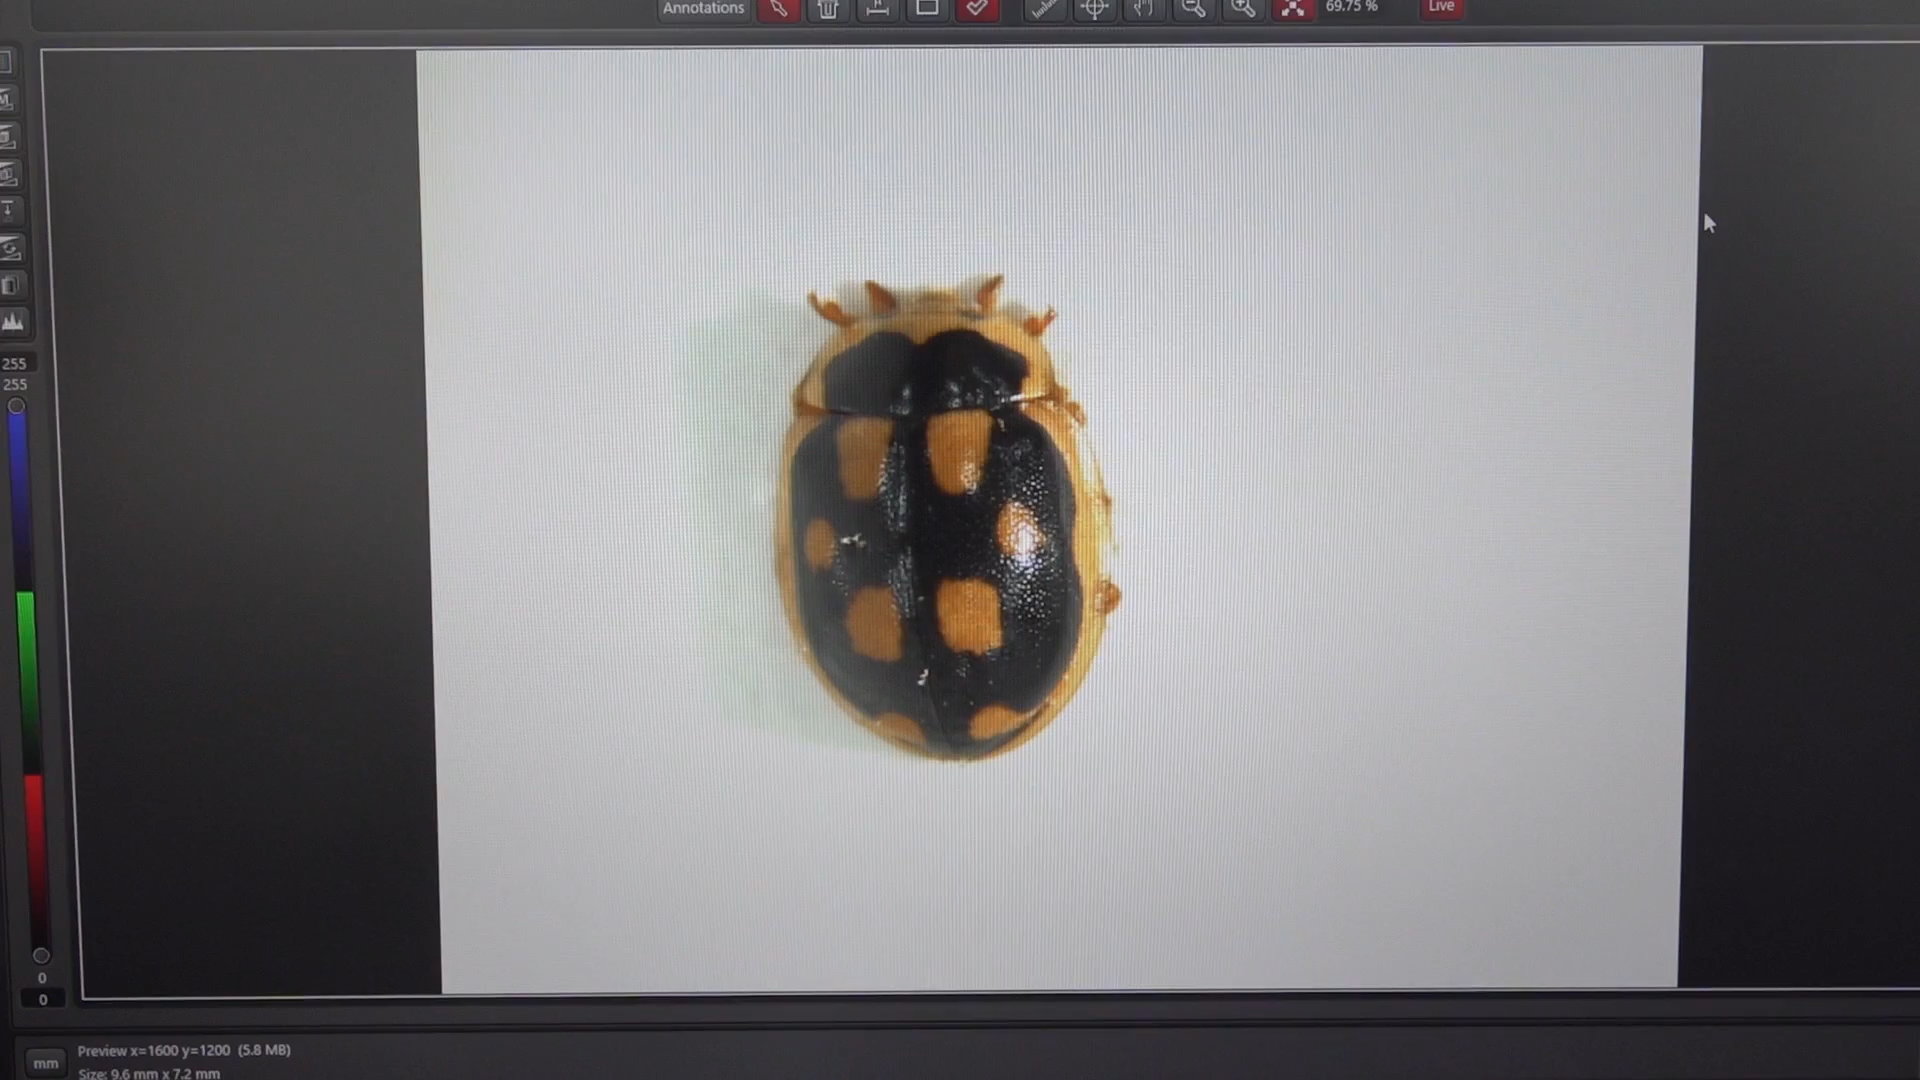 Annotations
69.75 %
Live
255
255
0
0
mm
Preview x=1600 y=1200 (5.8 MB)
Size: 9.6 mm x 7.2 mm